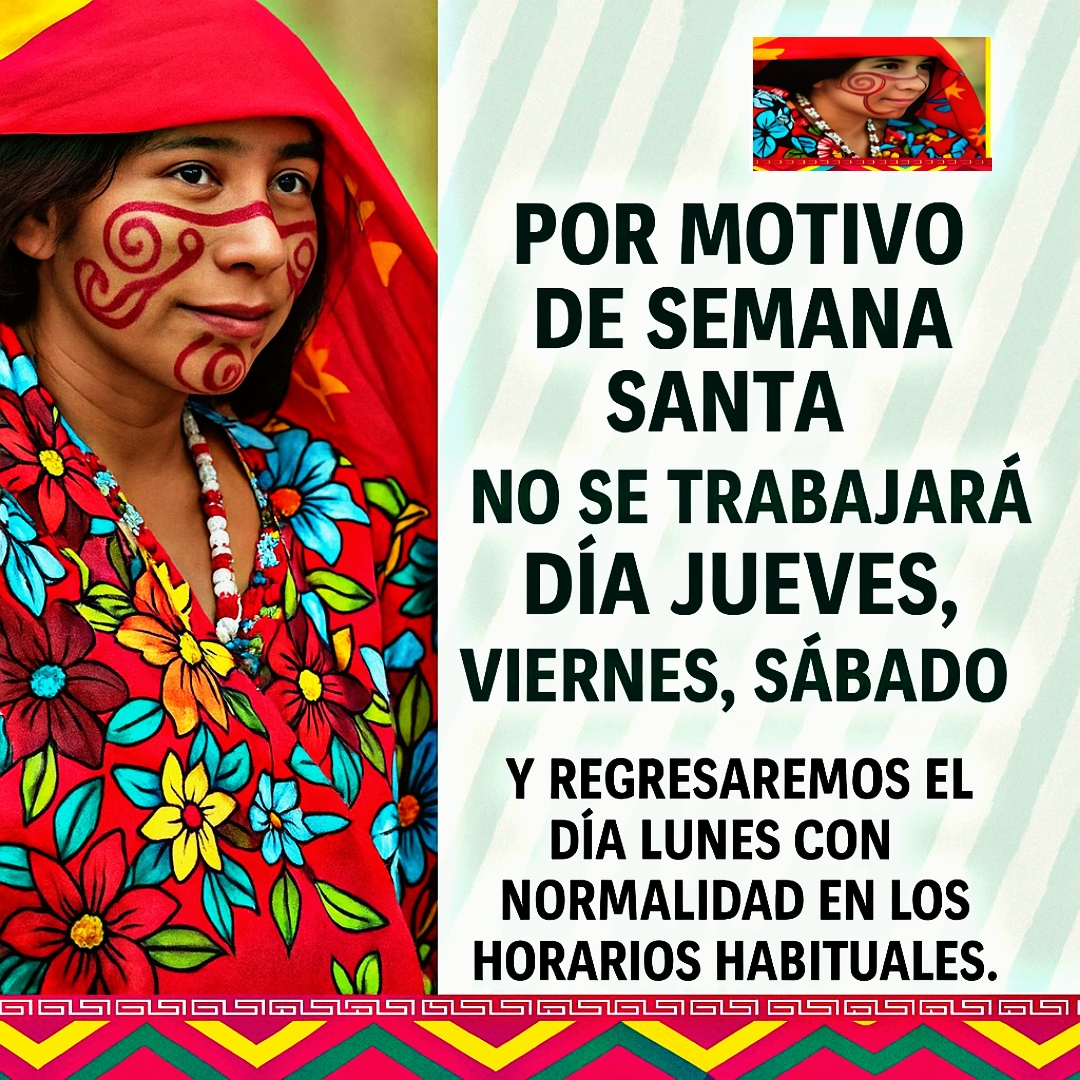 POR MOTIVO
DE SEMANA
SANTA
NO SE TRABAJARÁ
DÍA JUEVES,
VIERNES, SÁBADO
Y REGRESAREMOS EL
DÍA LUNES CON
NORMALIDAD EN LOS
HORARIOS HABITUALES.